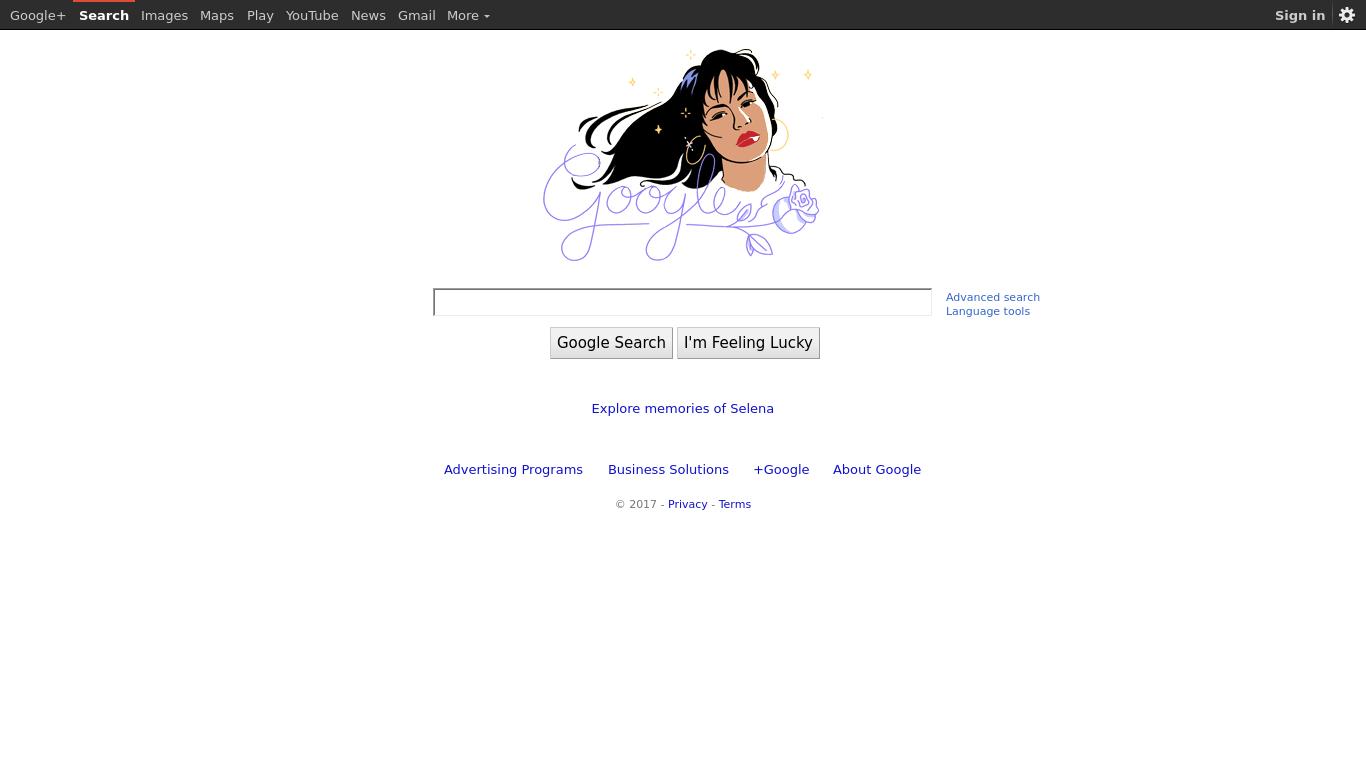 Google+ Search Images Maps Play YouTube News Gmail More Sign in
Google
Advanced search
Language tools
Google Search I'm Feeling Lucky
Explore memories of Selena
Advertising Programs Business Solutions +Google About Google
© 2017 - Privacy - Terms